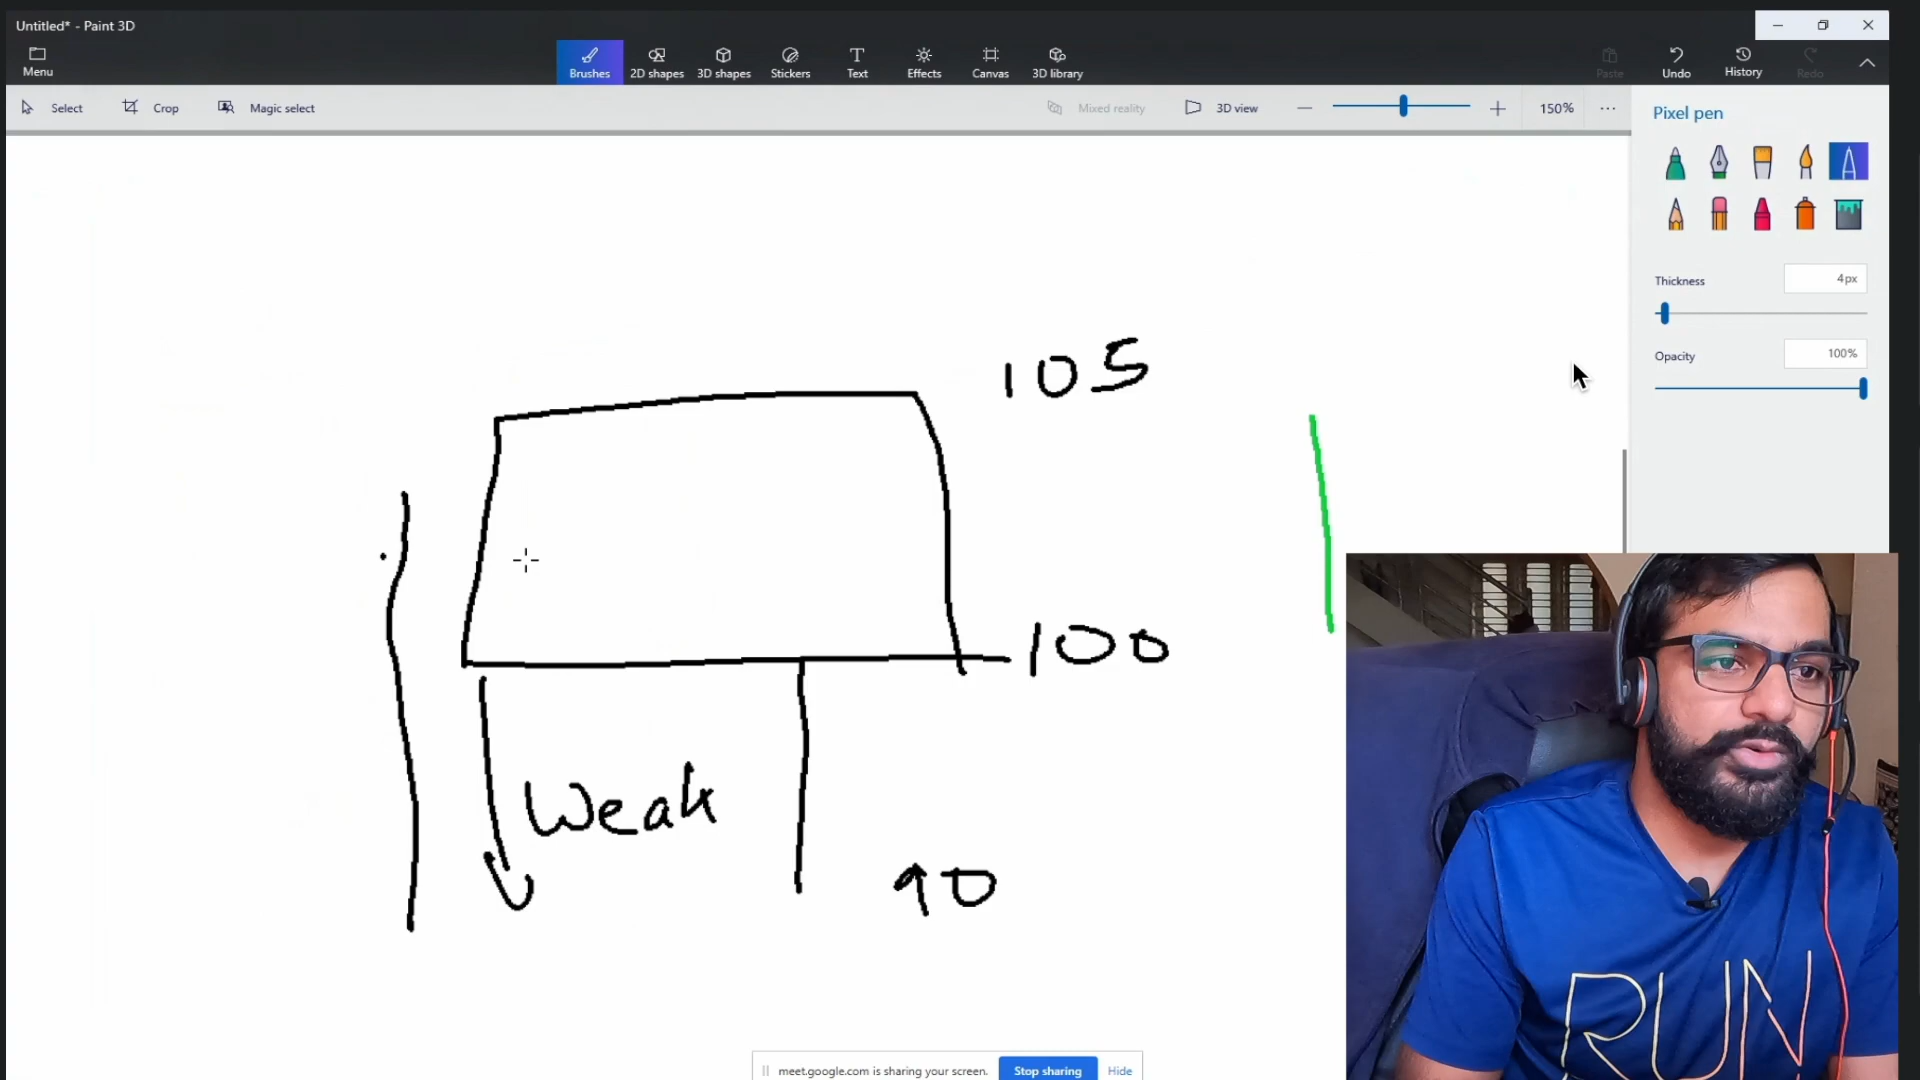 Untitled* - Paint 3D
Menu
Brushes
2D shapes
3D shapes
Stickers
Text
Effects
Canvas
3D library
Paste
Undo
History
Redo
Select
Crop
Magic select
Mixed reality
3D view
150%
Pixel pen
Thickness
4px
Opacity
100%
105
100
Weak
90
RUN
meet.google.com is sharing your screen.
Stop sharing
Hide